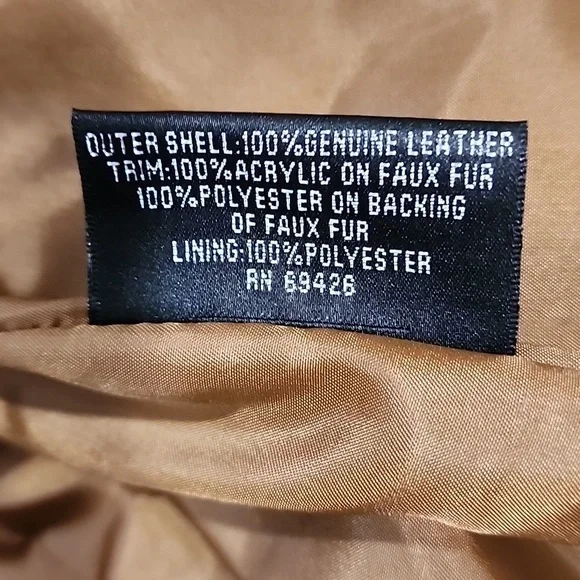 OUTER SHELL:100%GENUINE LEATHER
TRIM:100%ACRYLIC ON FAUX FUR
100%POLYESTER ON BACKING
OF FAUX FUR
LINING:100%POLYESTER
RN 69426